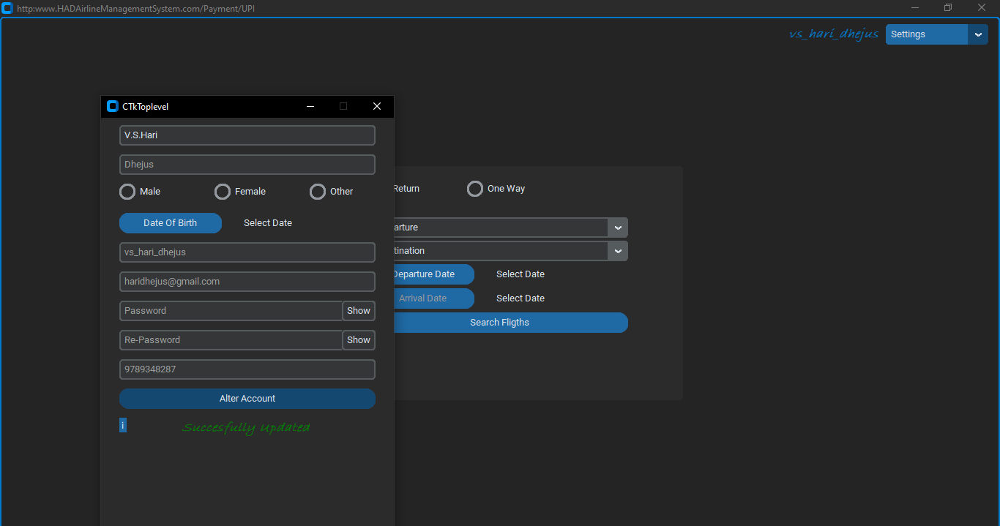 http:www.HADAirlineManagementSystem.com/Payment/UPI
vs_hari_dhejus
Settings
CTkToplevel
V.S.Hari
Dhejus
Male Female Other
Date Of Birth Select Date
vs_hari_dhejus
haridhejus@gmail.com
Password Show
Re-Password Show
9789348287
Alter Account
i Succesfully Updated
Return One Way
arture
tination
Departure Date Select Date
Arrival Date Select Date
Search Fligths